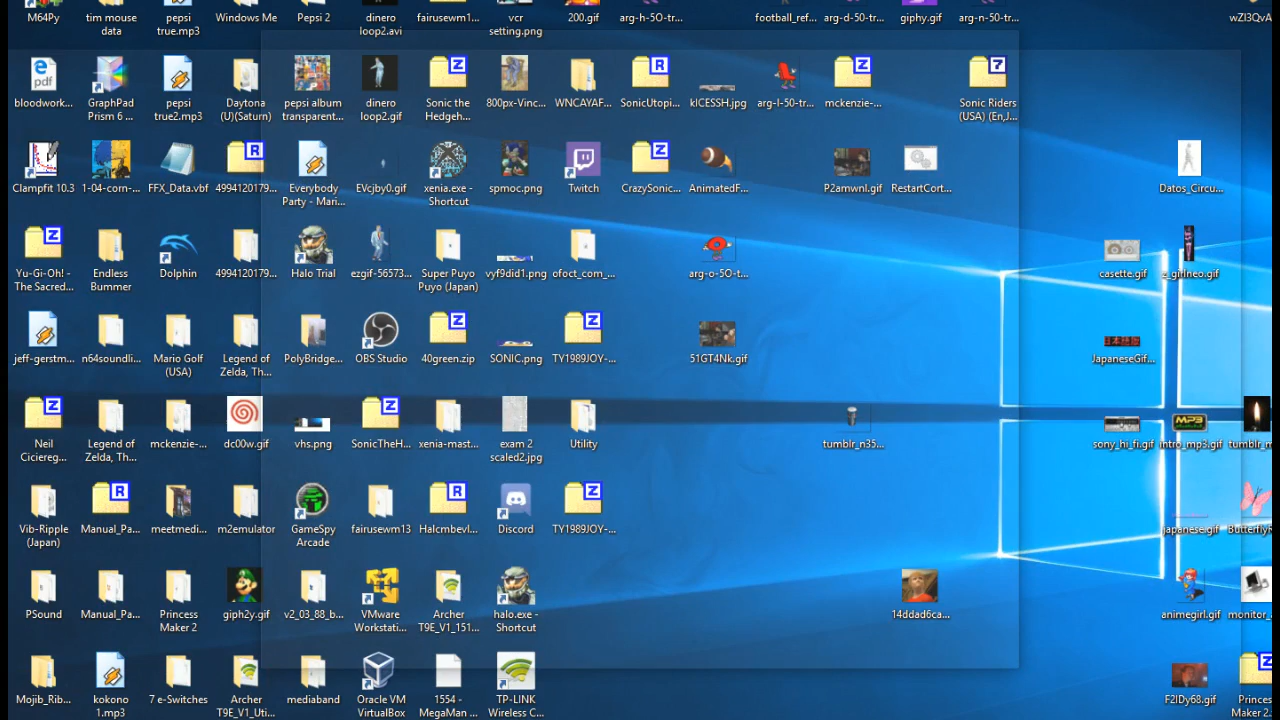 M64Py
tim mouse
data
pepsi
true.mp3
Windows Me
Pepsi 2
dinero
loop2.avi
fairusewm1...
vcr
setting.png
200.gif
arg-h-5O-tr...
football_ref...
arg-d-50-tr...
giphy.gif
arg-n-50-tr...
wZl3QvA
bloodwork...
GraphPad
Prism 6 ...
pepsi
true2.mp3
Daytona
(U)(Saturn)
pepsi album
transparent...
dinero
loop2.gif
Sonic the
Hedgeh...
800px-Vinc...
WNCAYAF...
SonicUtopi...
klCESSH.jpg
arg-l-50-tr...
mckenzie-...
Sonic Riders
(USA) (En,J...
Clampfit 10.3
1-04-corn-...
FFX_Data.vbf
4994120179...
Everybody
Party - Mari...
EVcjby0.gif
xenia.exe -
Shortcut
spmoc.png
Twitch
CrazySonic...
AnimatedF...
P2amwnl.gif
RestartCort...
Datos_Circu...
Yu-Gi-Oh! -
The Sacred...
Endless
Bummer
Dolphin
4994120179...
Halo Trial
ezgif-56573...
Super Puyo
Puyo (Japan)
vyf9did1.png
ofoct_com_...
arg-o-5O-t...
casette.gif
z_girlneo.gif
jeff-gerstm...
n64soundli...
Mario Golf
(USA)
Legend of
Zelda, Th...
PolyBridge...
OBS Studio
40green.zip
SONIC.png
TY1989JOY-...
51GT4Nk.gif
JapaneseGif...
Neil
Cicierega...
Legend of
Zelda, Th...
mckenzie-...
dc00w.gif
vhs.png
SonicTheH...
xenia-mast...
exam 2
scaled2.jpg
Utility
tumblr_n35...
sony_hi_fi.gif
MP3
intro_mp3.gif
tumblr_m
Vib-Ripple
(Japan)
Manual_Pa...
meetmedi...
m2emulator
GameSpy
Arcade
fairusewm13
Halcmbevl...
Discord
TY1989JOY-...
japanese.gif
ButterflyR
PSound
Manual_Pa...
Princess
Maker 2
giph2y.gif
v2_03_88_b...
VMware
Workstati...
Archer
T9E_V1_151...
halo.exe -
Shortcut
14ddad6ca...
animegirl.gif
monitor_
Mojib_Rib...
kokono
1.mp3
7 e-Switches
Archer
T9E_V1_Uti...
mediaband
Oracle VM
VirtualBox
1554 -
MegaMan ...
TP-LINK
Wireless C...
F2lDy68.gif
Princes
Maker 2.